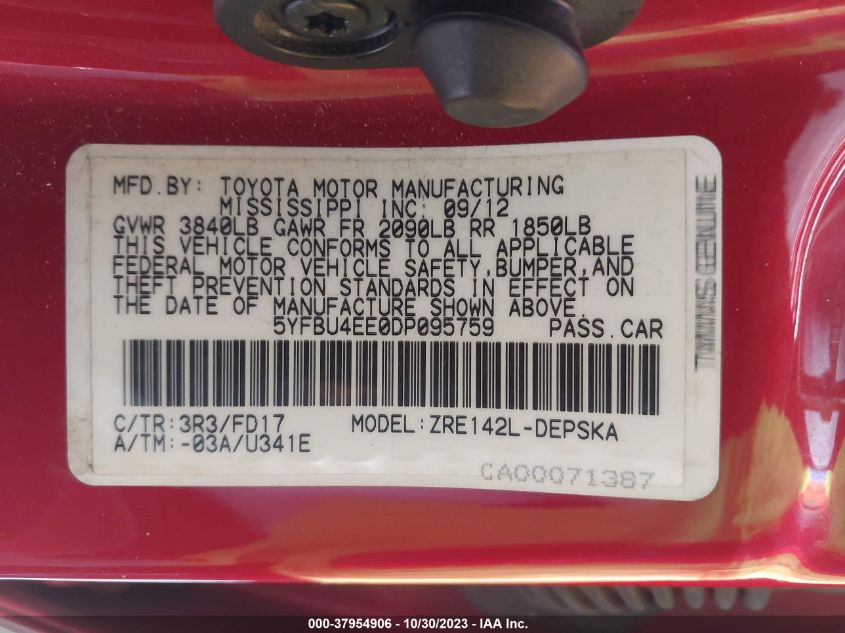 MFD.BY: TOYOTA MOTOR MANUFACTURING
MISSISSIPPI INC. 09/12
GVWR 3840LB GAWR FR 2090LB RR 1850LB
THIS VEHICLE CONFORMS TO ALL APPLICABLE
FEDERAL MOTOR VEHICLE SAFETY,BUMPER,AND
THEFT PREVENTION STANDARDS IN EFFECT ON
THE DATE OF MANUFACTURE SHOWN ABOVE.
5YFBU4EE0DP095759 PASS.CAR
C/TR:3R3/FD17 MODEL:ZRE142L-DEPSKA
A/TM:-03A/U341E
CA00071387
TMMMS GENUINE
000-37954906 - 10/30/2023 - IAA Inc.